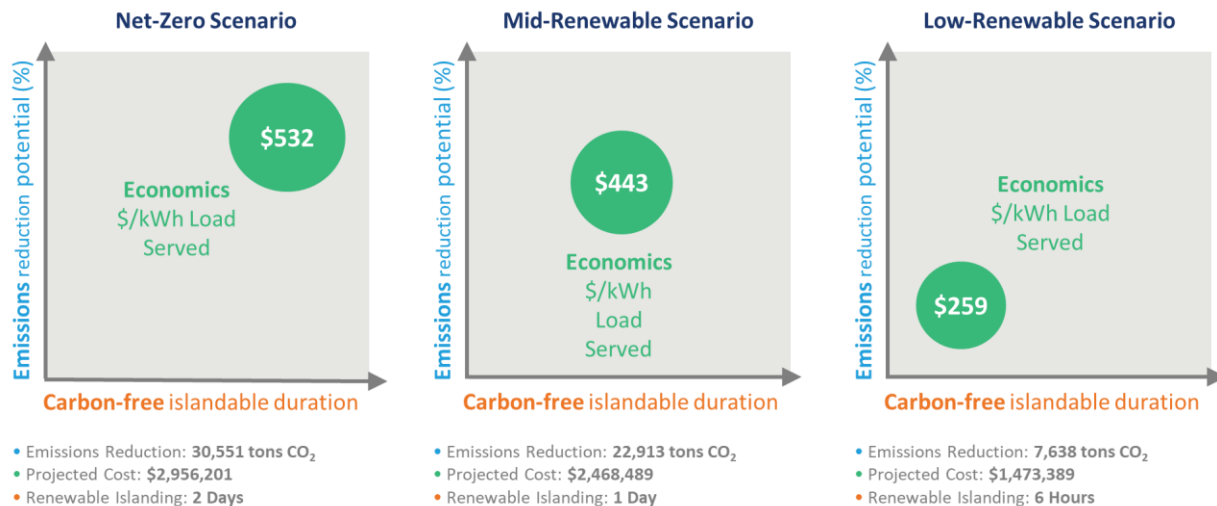 Net-Zero Scenario
Emissions reduction potential (%)
$532
Economics
$/kWh Load
Served
Carbon-free islandable duration
• Emissions Reduction: 30,551 tons CO₂
• Projected Cost: $2,956,201
• Renewable Islanding: 2 Days
Mid-Renewable Scenario
Emissions reduction potential (%)
$443
Economics
$/kWh
Load
Served
Carbon-free islandable duration
• Emissions Reduction: 22,913 tons CO₂
• Projected Cost: $2,468,489
• Renewable Islanding: 1 Day
Low-Renewable Scenario
Emissions reduction potential (%)
Economics
$/kWh Load
Served
$259
Carbon-free islandable duration
• Emissions Reduction: 7,638 tons CO₂
• Projected Cost: $1,473,389
• Renewable Islanding: 6 Hours